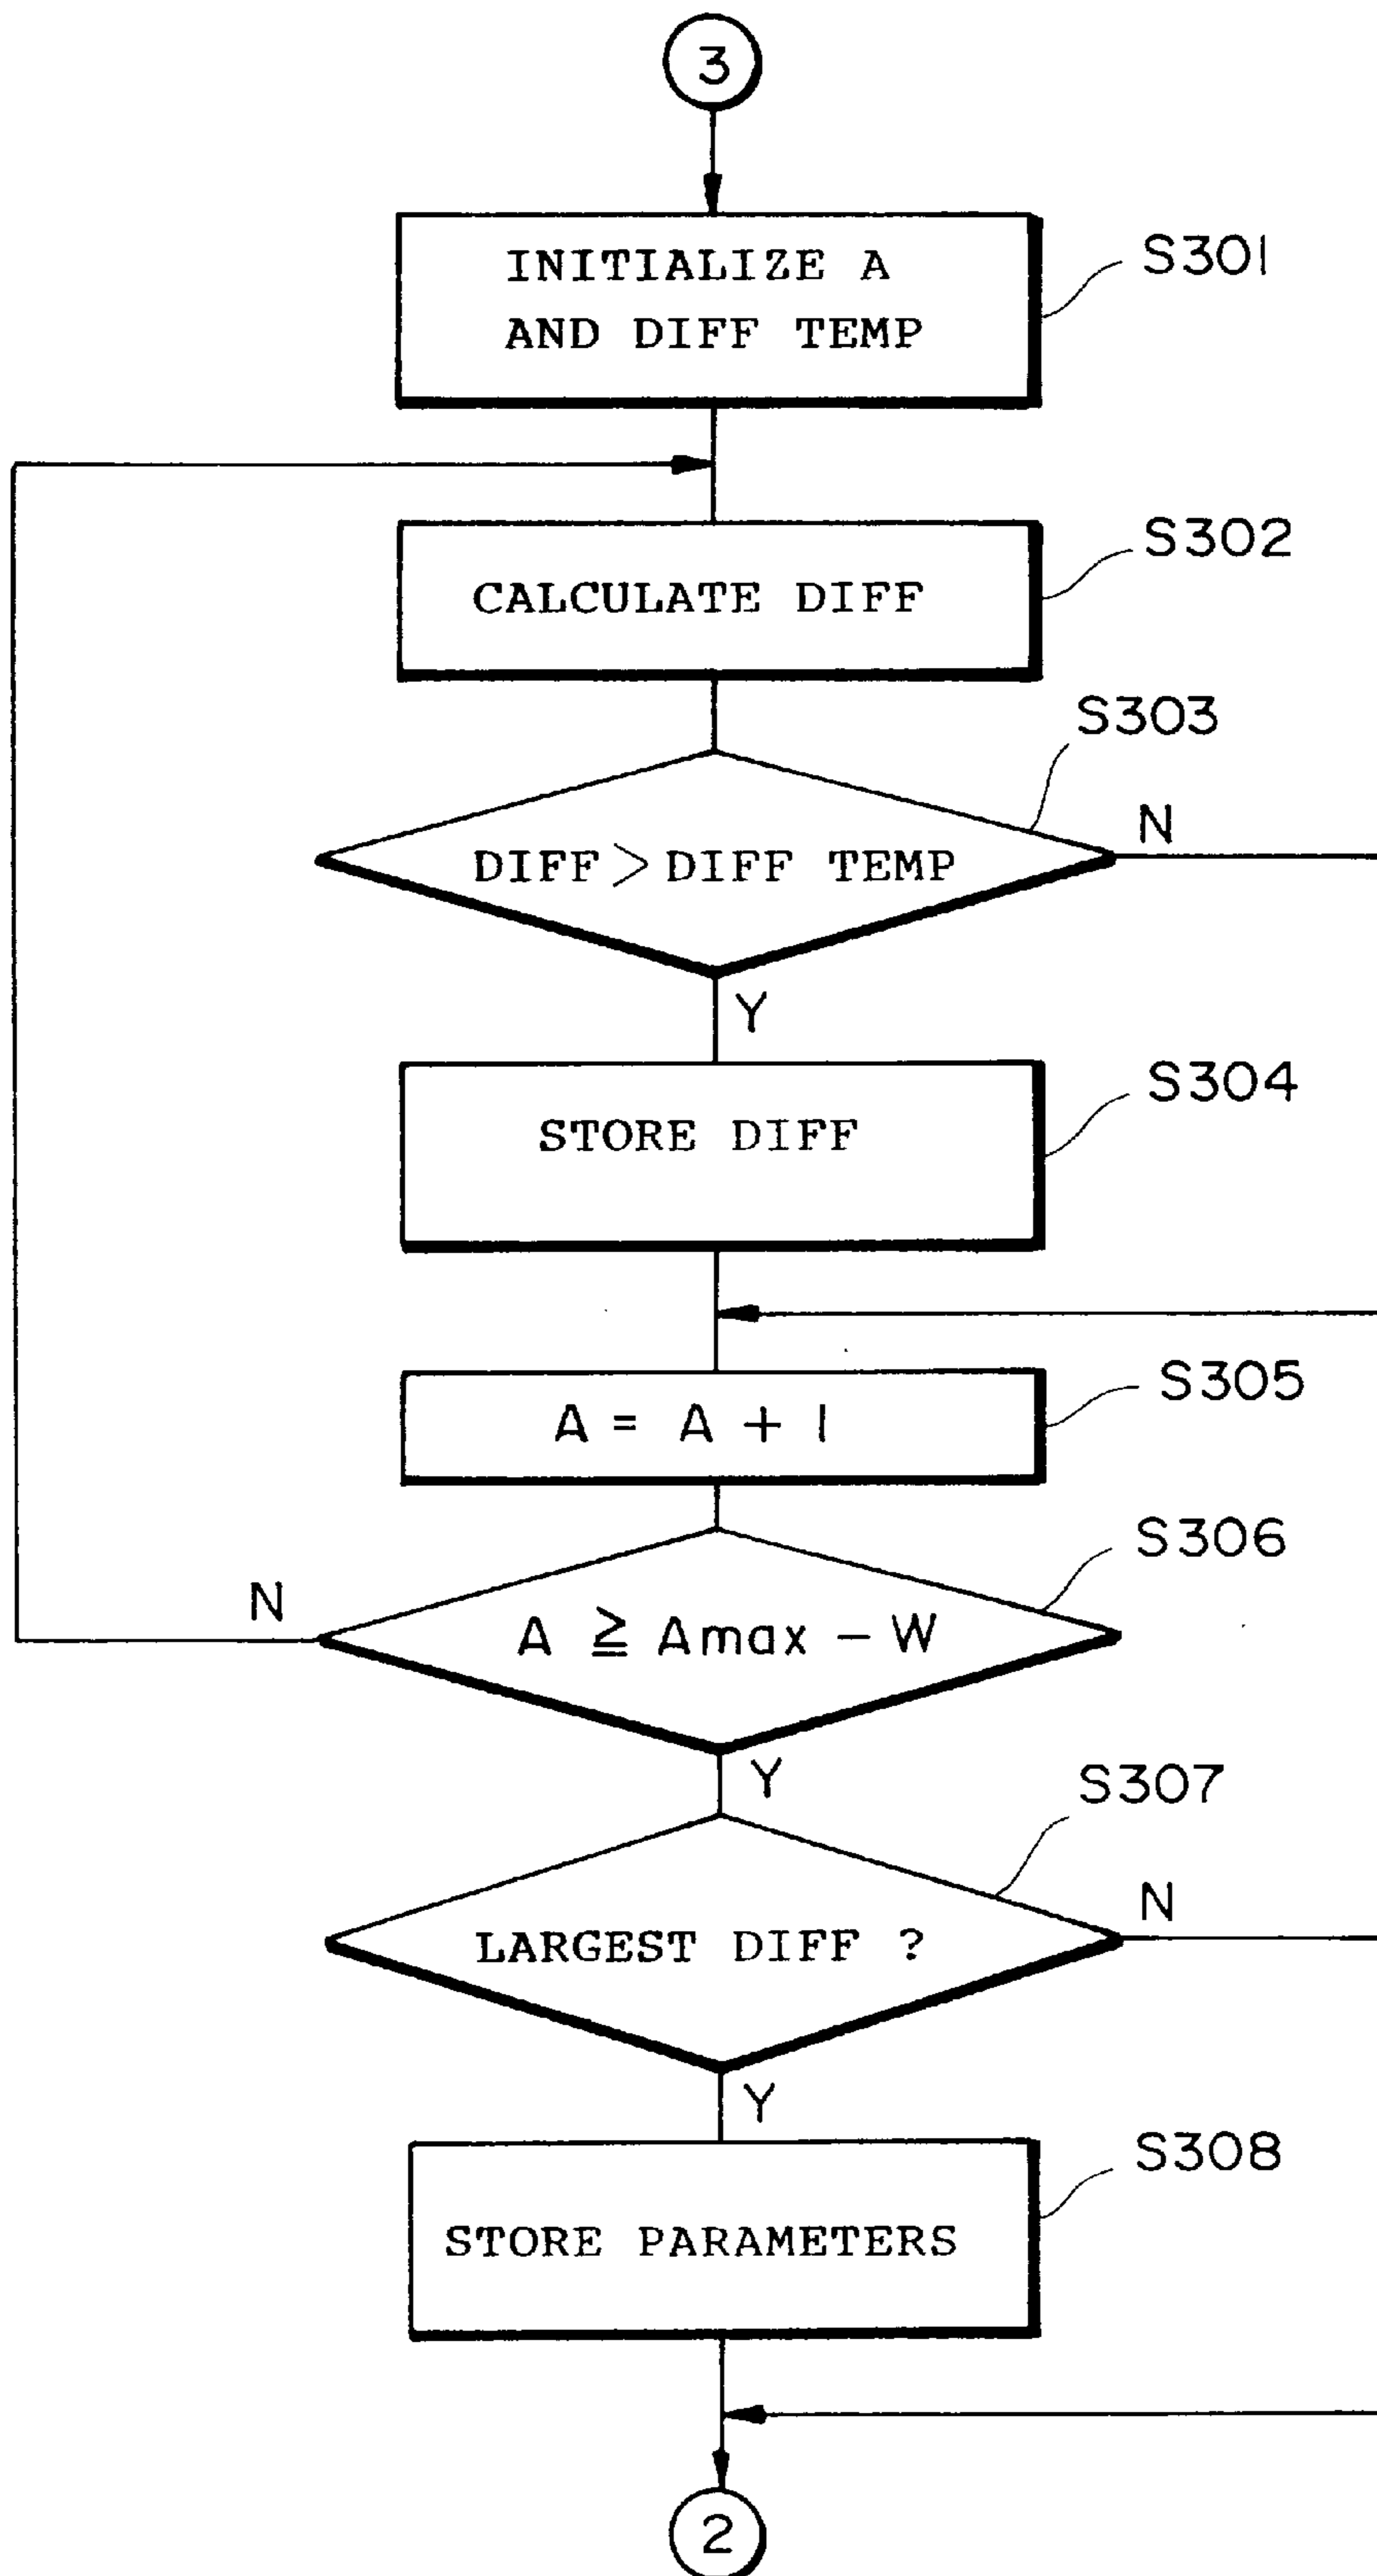 3
INITIALIZE A
AND DIFF TEMP
S301
CALCULATE DIFF
S302
S303
DIFF > DIFF TEMP
N
Y
STORE DIFF
S304
A = A + 1
S305
S306
N
A ≧ Amax - W
Y
S307
LARGEST DIFF ?
N
Y
S308
STORE PARAMETERS
2